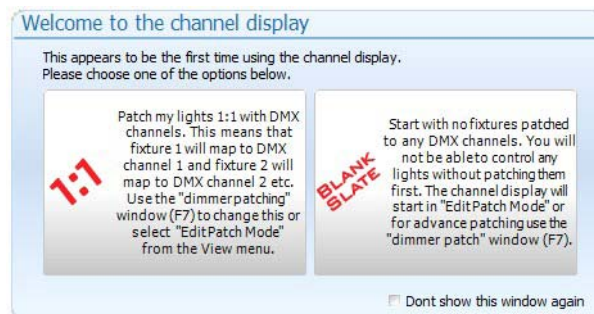 Welcome to the channel display
This appears to be the first time using the channel display.
Please choose one of the options below.
1:1
Patch my lights 1:1 with DMX
channels. This means that
fixture 1 will map to DMX
channel 1 and fixture 2 will
map to DMX channel 2 etc.
Use the "dimmerpatching"
window (F7) to change this or
select "EditPatch Mode"
from the View menu.
BLANK
SLATE
Start with no fixtures patched
to any DMX channels. You will
not be able to control any
lights without patching them
first. The channel display will
start in "EditPatch Mode" or
for advance patching use the
"dimmer patch" window (F7).
Dont show this window again